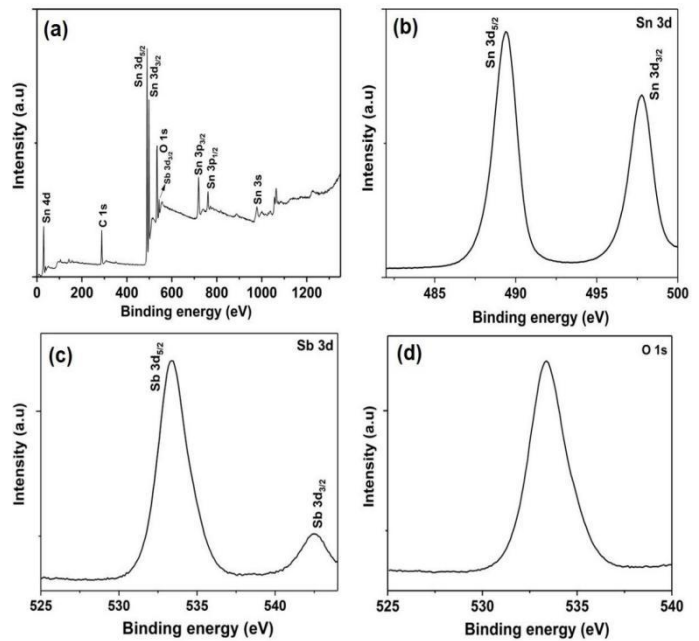 (a)
Sn 4d
C 1s
Sn 3d5/2
Sn 3d3/2
O 1s
Sb 3d3/2
Sn 3p3/2
Sn 3p1/2
Sn 3s
Intensity (a.u)
0 200 400 600 800 1000 1200
Binding energy (eV)
(b)
Sn 3d
Sn 3d5/2
Sn 3d3/2
Intensity (a.u)
485 490 495 500
Binding energy (eV)
(c)
Sb 3d
Sb 3d5/2
Sb 3d3/2
Intensity (a.u)
525 530 535 540
Binding energy (eV)
(d)
O 1s
Intensity (a.u)
525 530 535 540
Binding energy (eV)